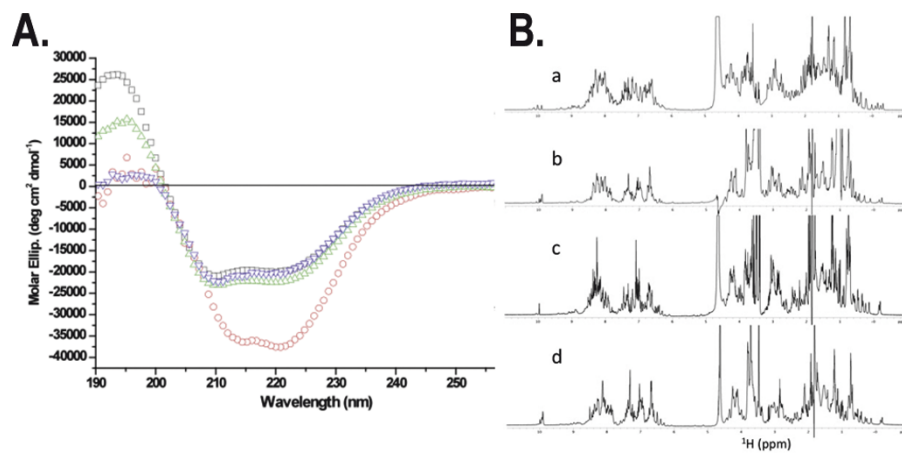 A.
B.
Molar Ellip. (deg cm² dmol⁻¹)
30000
25000
20000
15000
10000
5000
0
-5000
-10000
-15000
-20000
-25000
-30000
-35000
-40000
190 200 210 220 230 240 250
Wavelength (nm)
a
b
c
d
¹H (ppm)